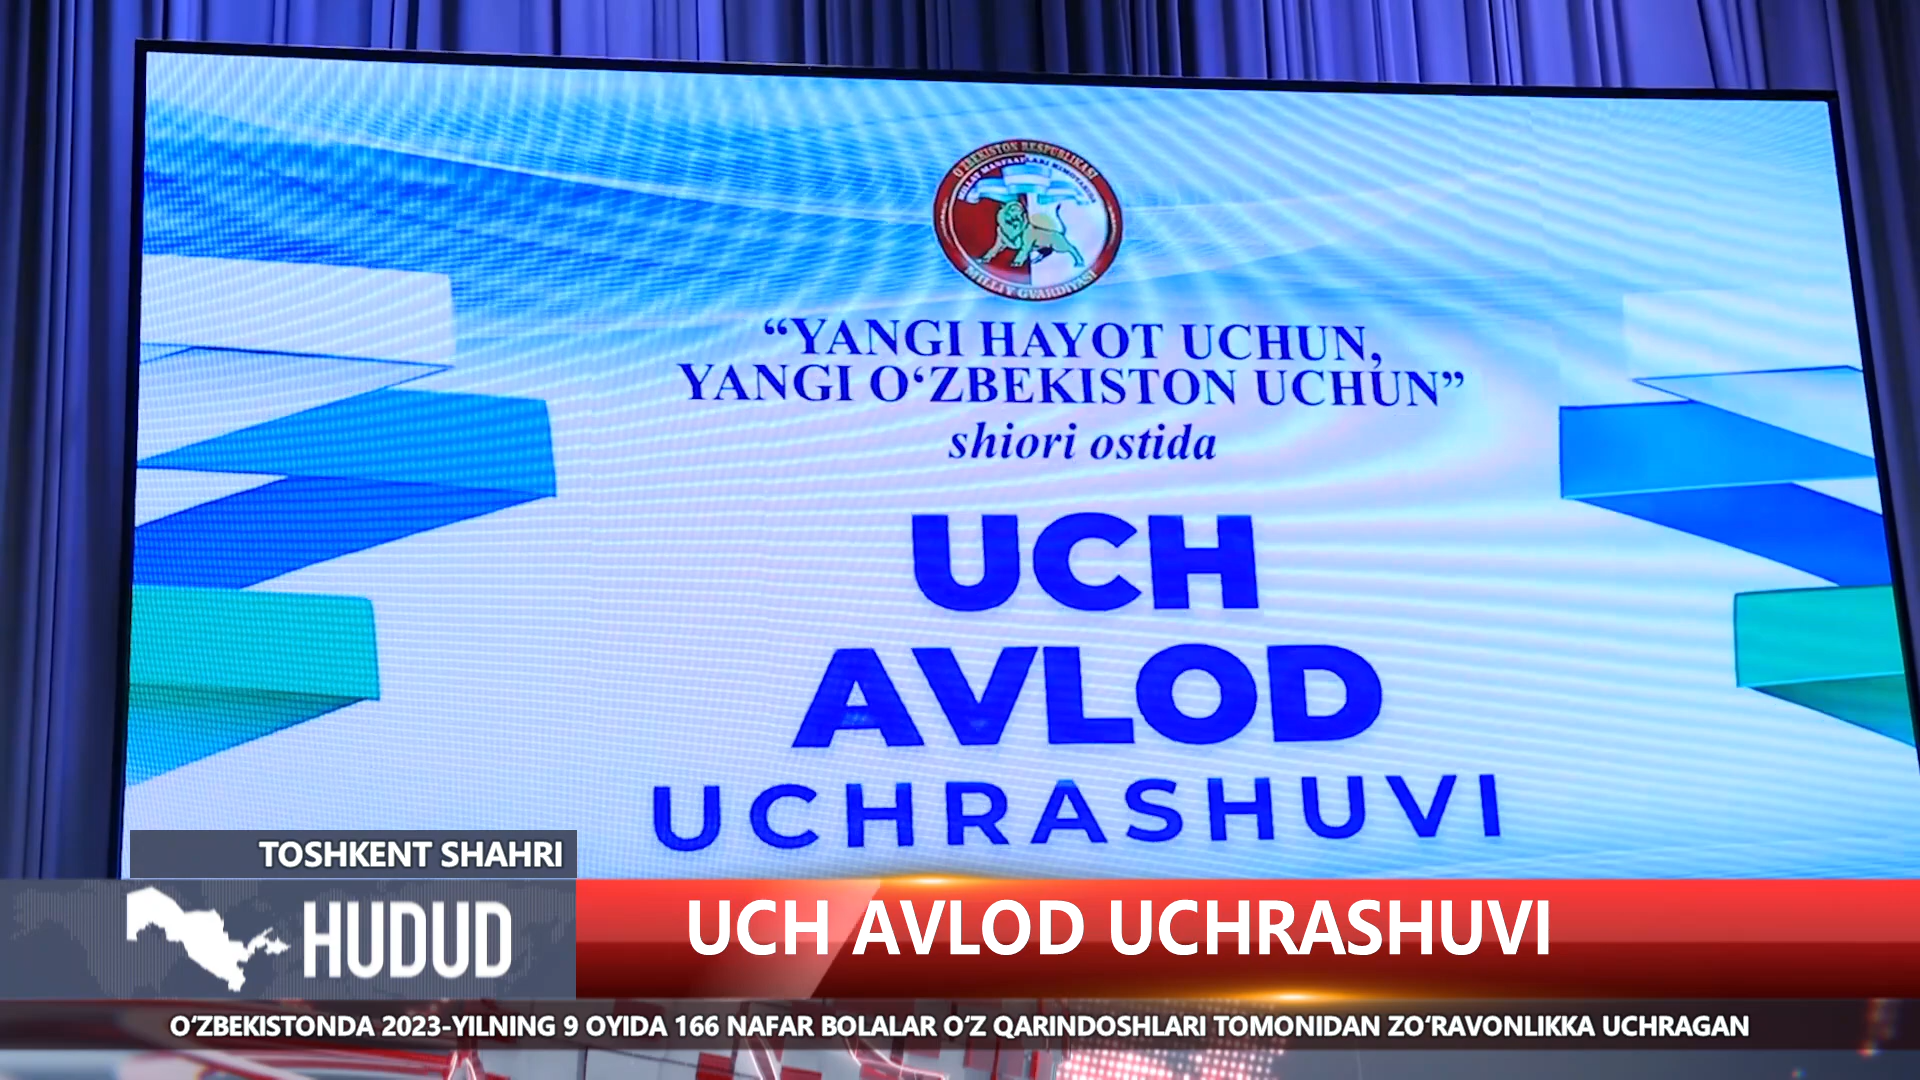 O‘ZBEKISTON RESPUBLIKASI
MILLIY GVARDIYASI
“YANGI HAYOT UCHUN,
YANGI O‘ZBEKISTON UCHUN”
shiori ostida
UCH
AVLOD
UCHRASHUVI
TOSHKENT SHAHRI
HUDUD
UCH AVLOD UCHRASHUVI
O‘ZBEKISTONDA 2023-YILNING 9 OYIDA 166 NAFAR BOLALAR O‘Z QARINDOSHLARI TOMONIDAN ZO‘RAVONLIKKA UCHRAGAN